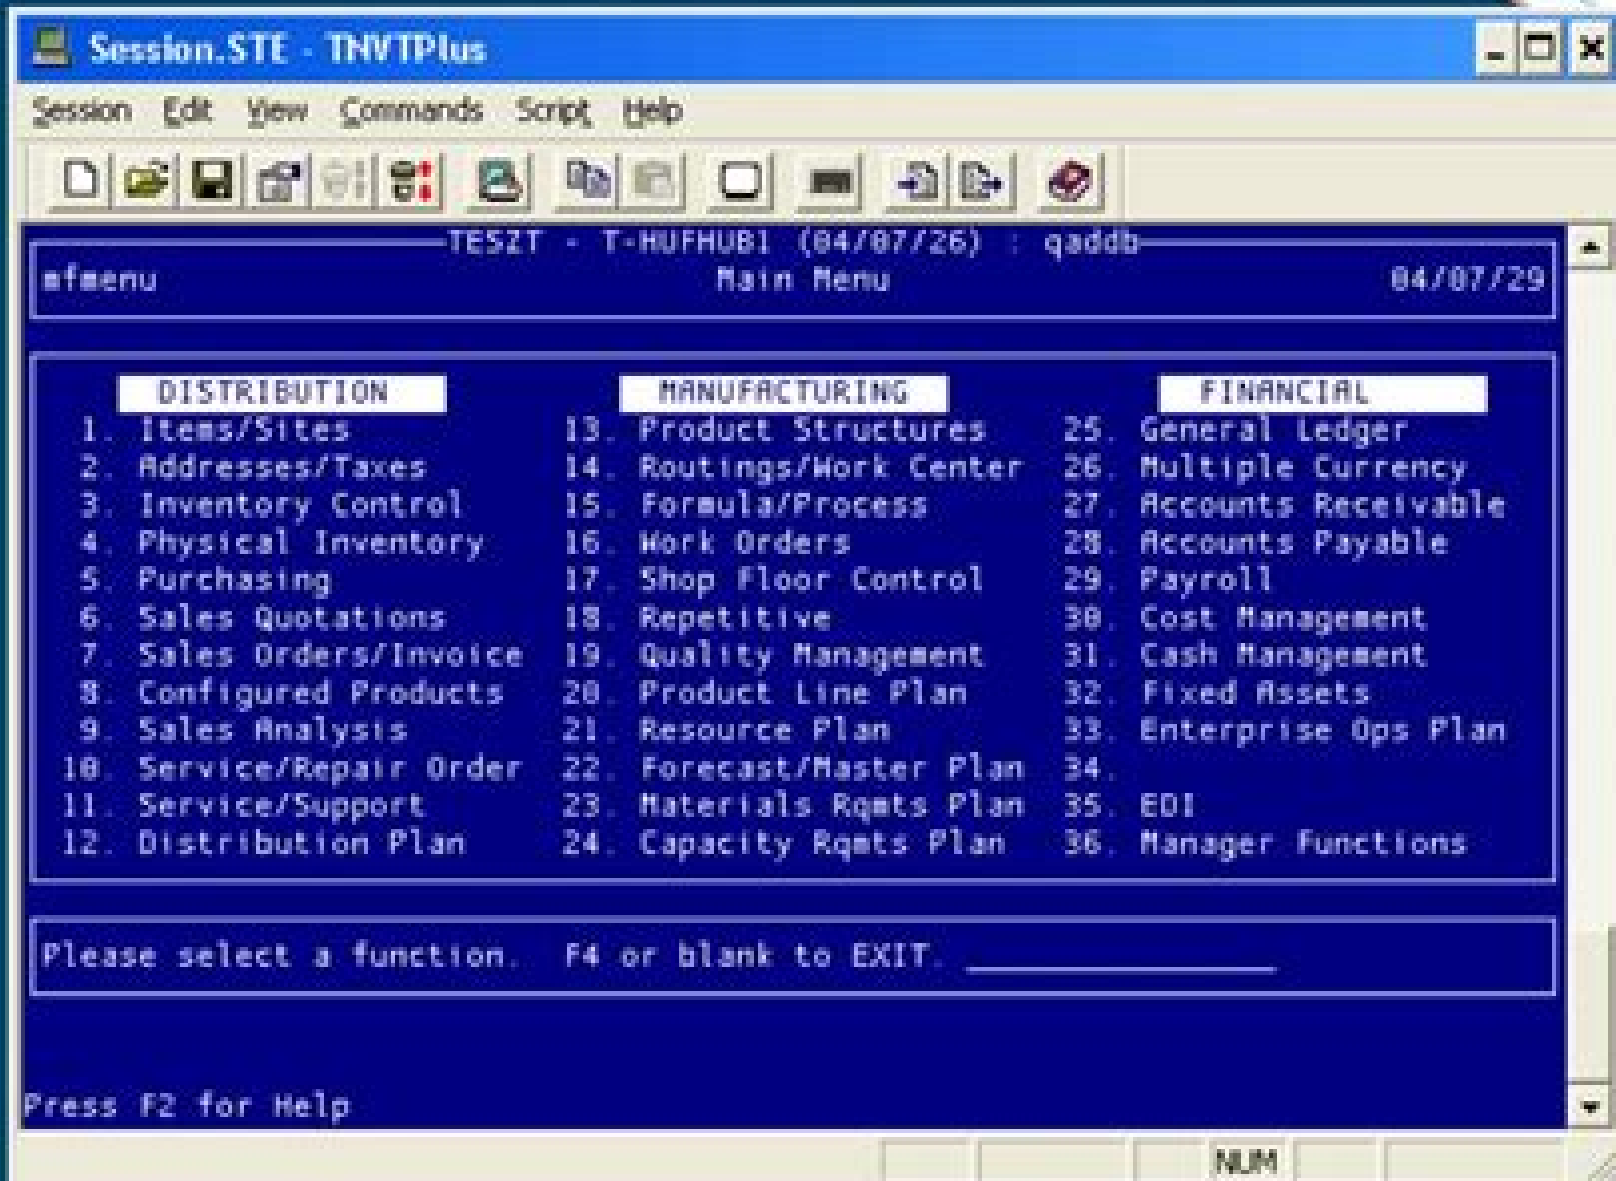 Session.STE - TNVTPlus
Session Edit View Commands Script Help
TESZT - T-HUFHUB1 (04/07/26) : qaddb
mfmenu Main Menu 04/07/29
DISTRIBUTION MANUFACTURING FINANCIAL
1. Items/Sites 13. Product Structures 25. General Ledger
2. Addresses/Taxes 14. Routings/Work Center 26. Multiple Currency
3. Inventory Control 15. Formula/Process 27. Accounts Receivable
4. Physical Inventory 16. Work Orders 28. Accounts Payable
5. Purchasing 17. Shop Floor Control 29. Payroll
6. Sales Quotations 18. Repetitive 30. Cost Management
7. Sales Orders/Invoice 19. Quality Management 31. Cash Management
8. Configured Products 20. Product Line Plan 32. Fixed Assets
9. Sales Analysis 21. Resource Plan 33. Enterprise Ops Plan
10. Service/Repair Order 22. Forecast/Master Plan 34.
11. Service/Support 23. Materials Rqmts Plan 35. EDI
12. Distribution Plan 24. Capacity Rqmts Plan 36. Manager Functions
Please select a function. F4 or blank to EXIT.
Press F2 for Help
NUM